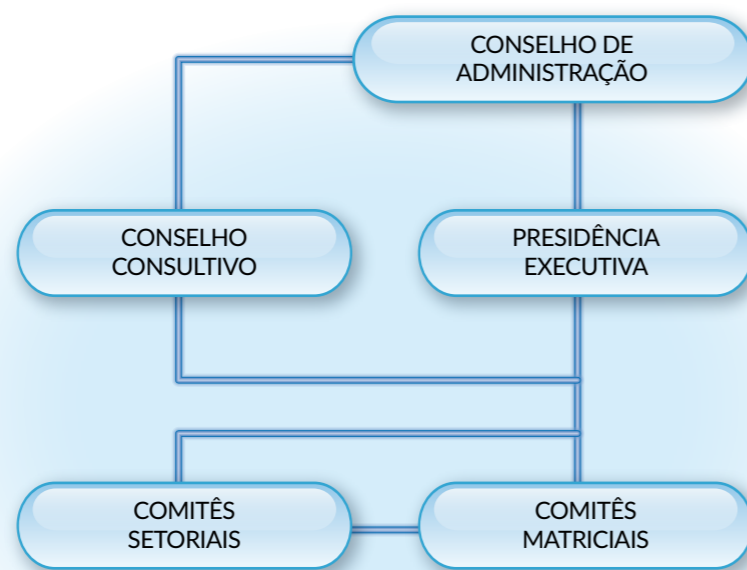 CONSELHO DE
ADMINISTRAÇÃO
CONSELHO
CONSULTIVO
PRESIDÊNCIA
EXECUTIVA
COMITÊS
SETORIAIS
COMITÊS
MATRICIAIS